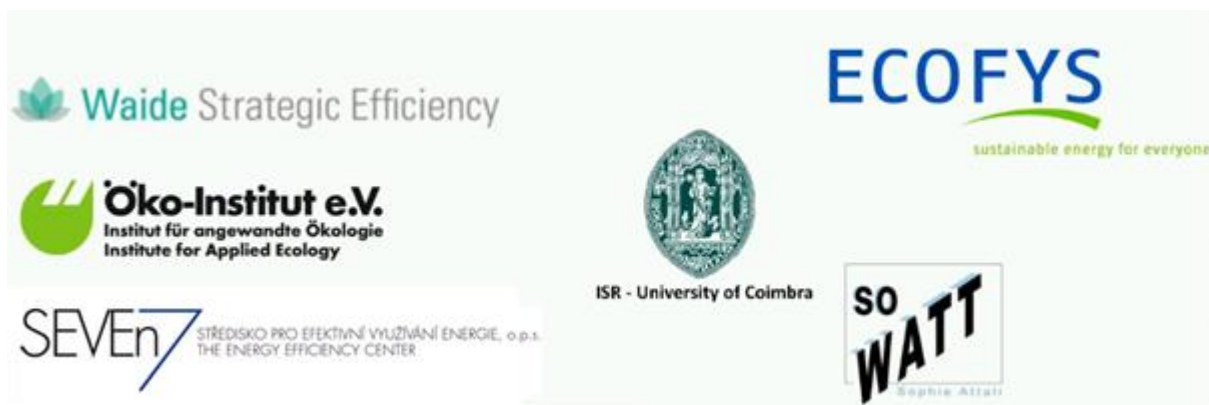 Waide Strategic Efficiency
ECOFYS
sustainable energy for everyone
Öko-Institut e.V.
Institut für angewandte Ökologie
Institute for Applied Ecology
ISR - University of Coimbra
SEVEn7
STŘEDISKO PRO EFEKTIVNÍ VYUŽÍVÁNÍ ENERGIE, o.p.s.
THE ENERGY EFFICIENCY CENTER
SO
WATT
Sophie Attali